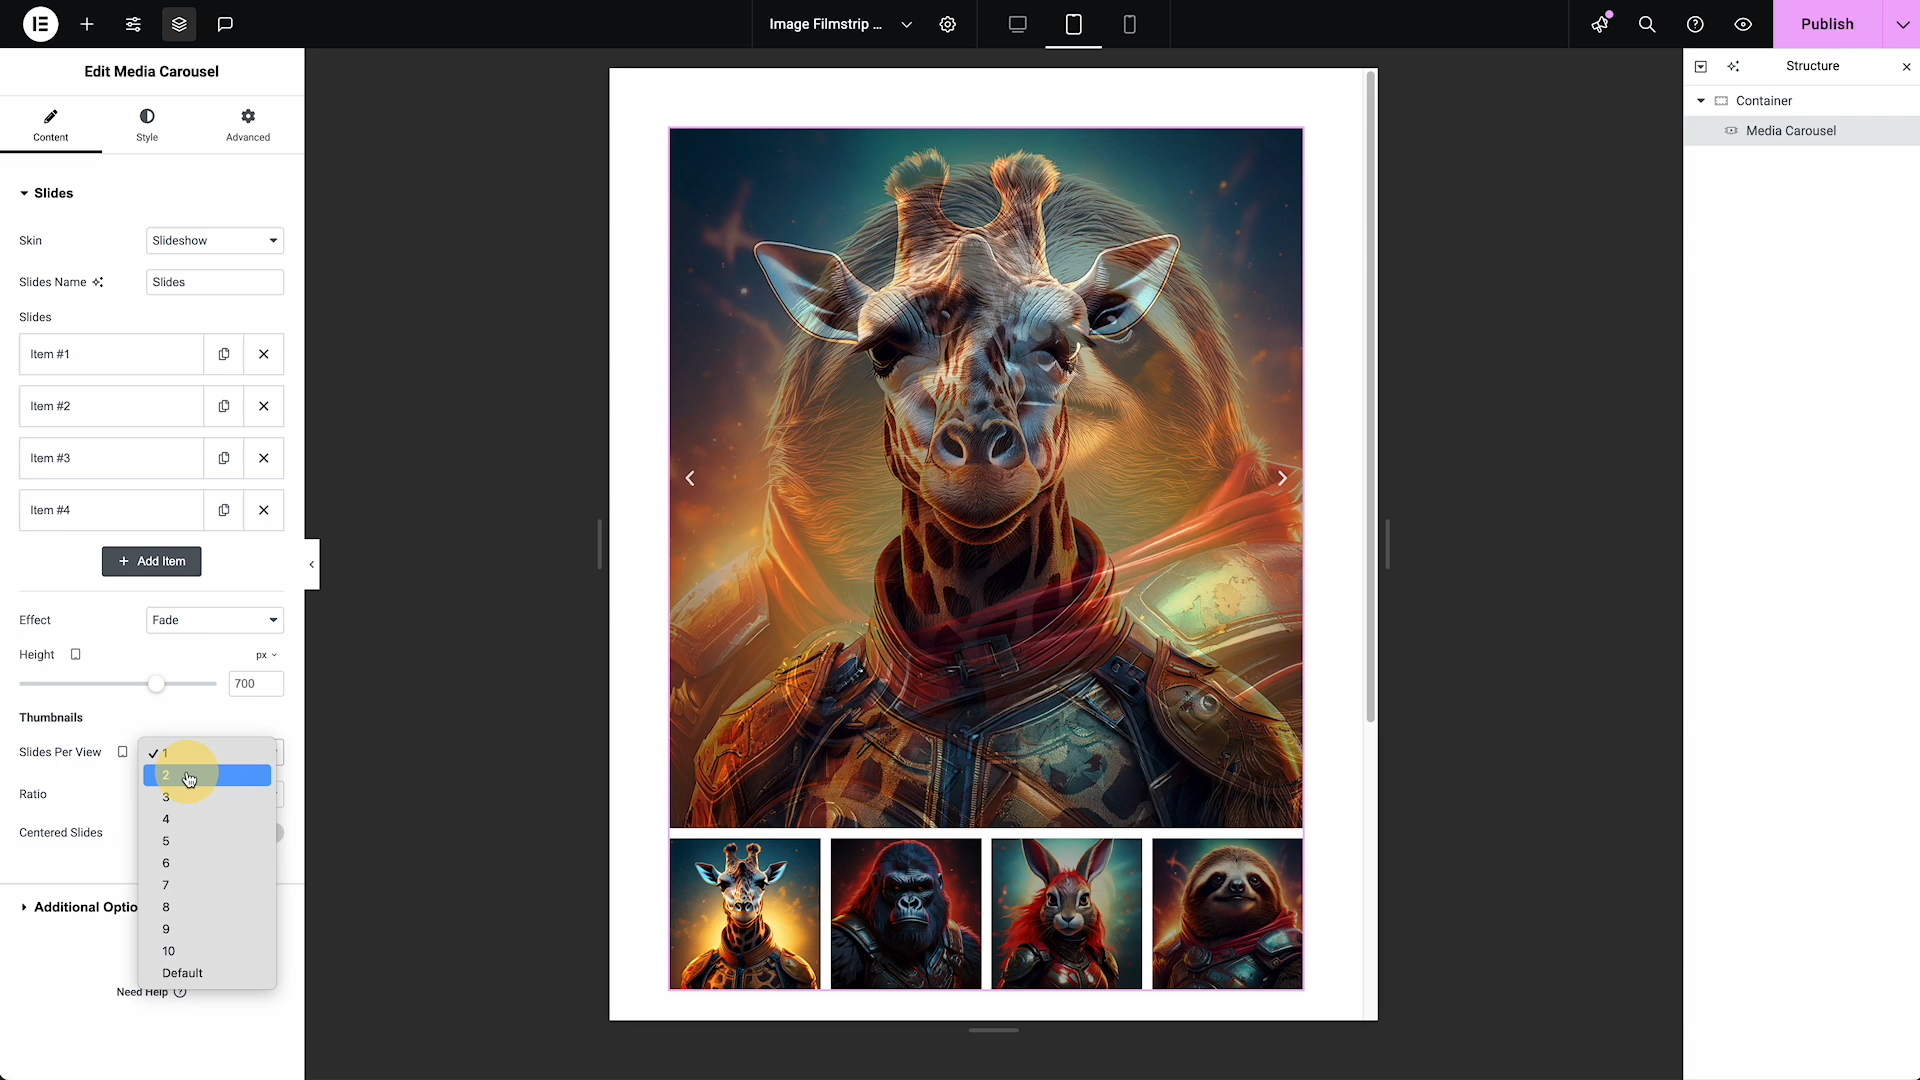 Image Filmstrip ...
Publish
Edit Media Carousel
Content
Style
Advanced
Slides
Skin
Slideshow
Slides Name
Slides
Slides
Item #1
Item #2
Item #3
Item #4
+ Add Item
Effect
Fade
Height
px
700
Thumbnails
Slides Per View
1
2
Ratio
3
4
Centered Slides
5
6
7
Additional Optio
8
9
10
Default
Need Help
Structure
Container
Media Carousel